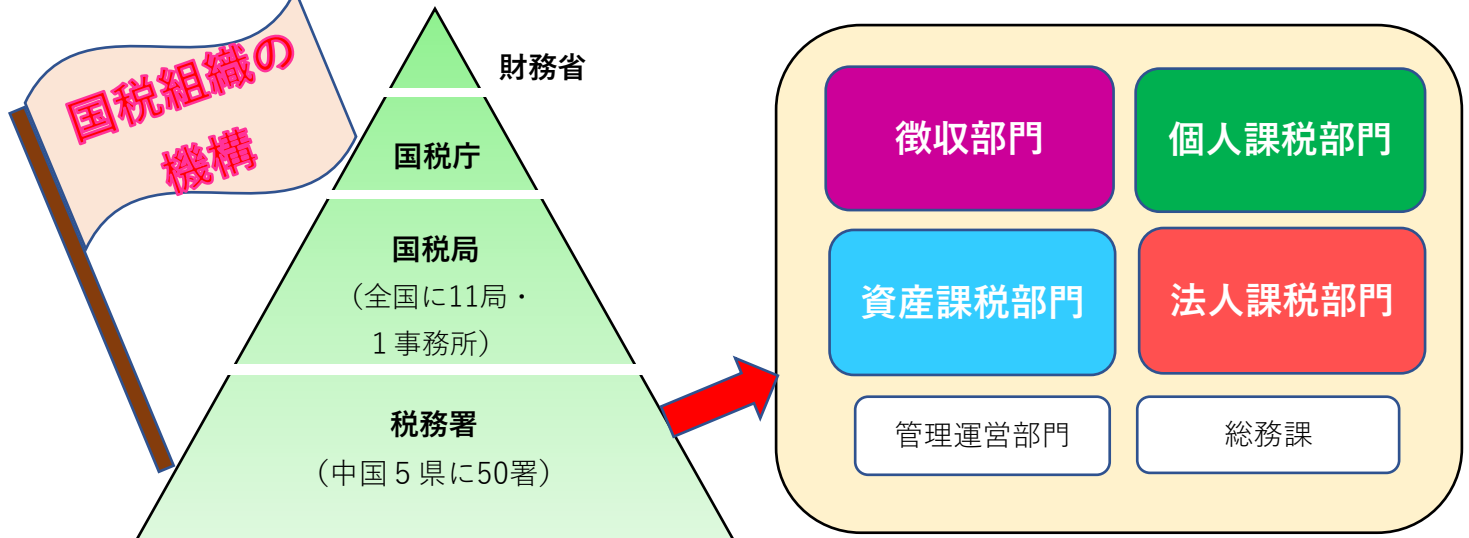 国税組織の
機構
財務省
国税庁
国税局
（全国に11局・
１事務所）
税務署
（中国５県に50署）
徴収部門
個人課税部門
資産課税部門
法人課税部門
管理運営部門
総務課